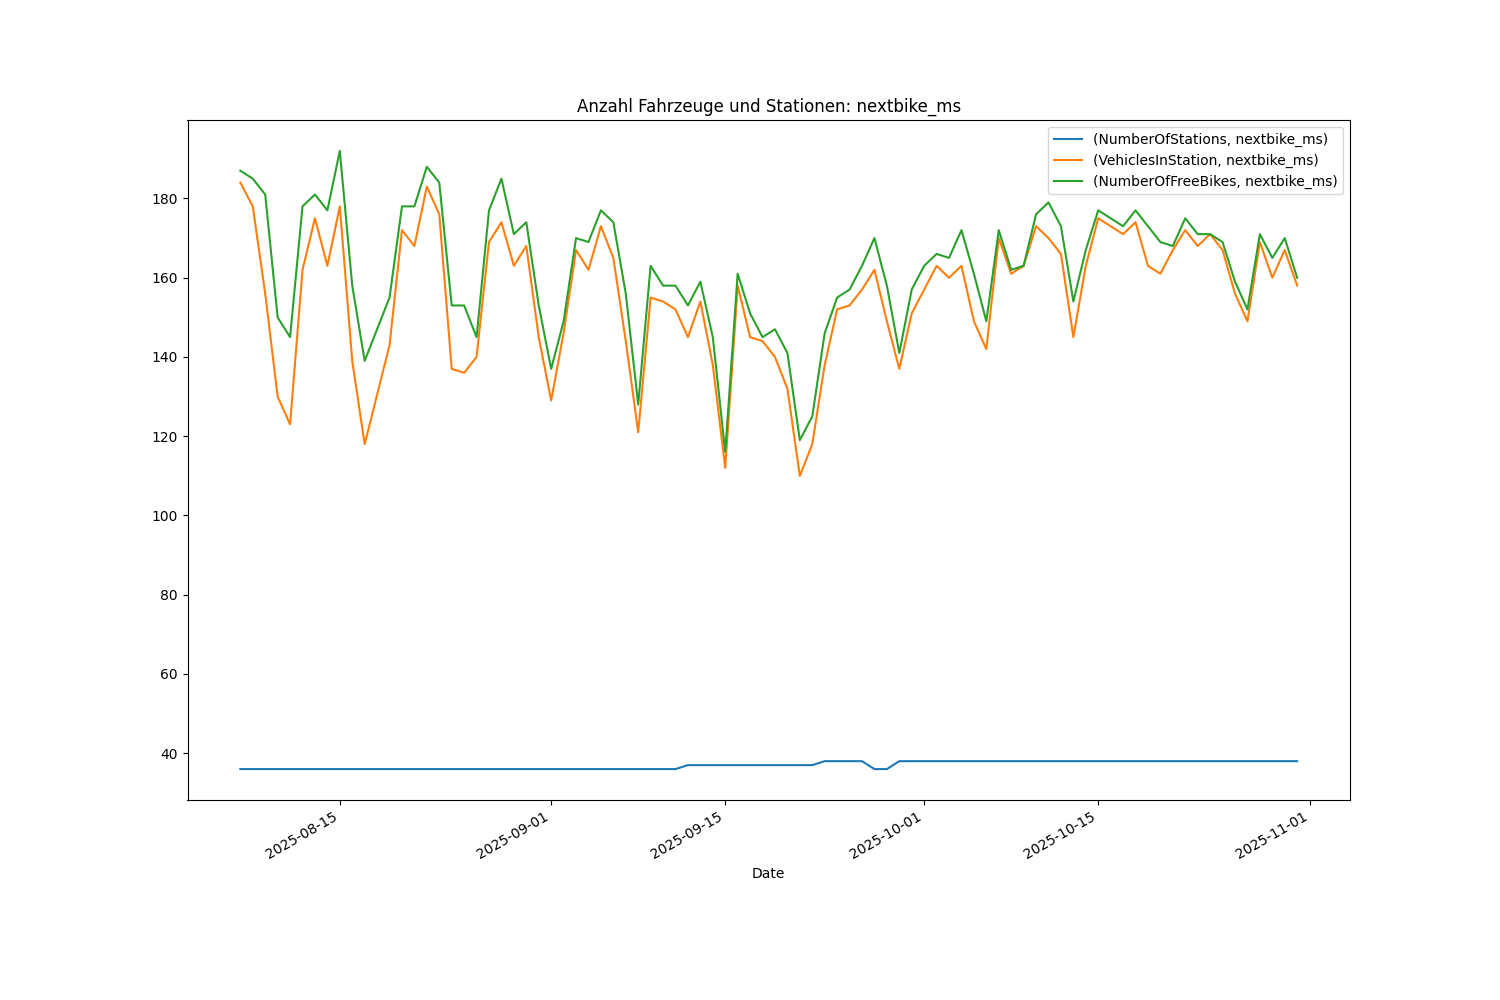 Anzahl Fahrzeuge und Stationen: nextbike_ms
(NumberOfStations, nextbike_ms)
(VehiclesInStation, nextbike_ms)
(NumberOfFreeBikes, nextbike_ms)
180
160
140
120
100
80
60
40
2025-08-15
2025-09-01
2025-09-15
2025-10-01
2025-10-15
2025-11-01
Date